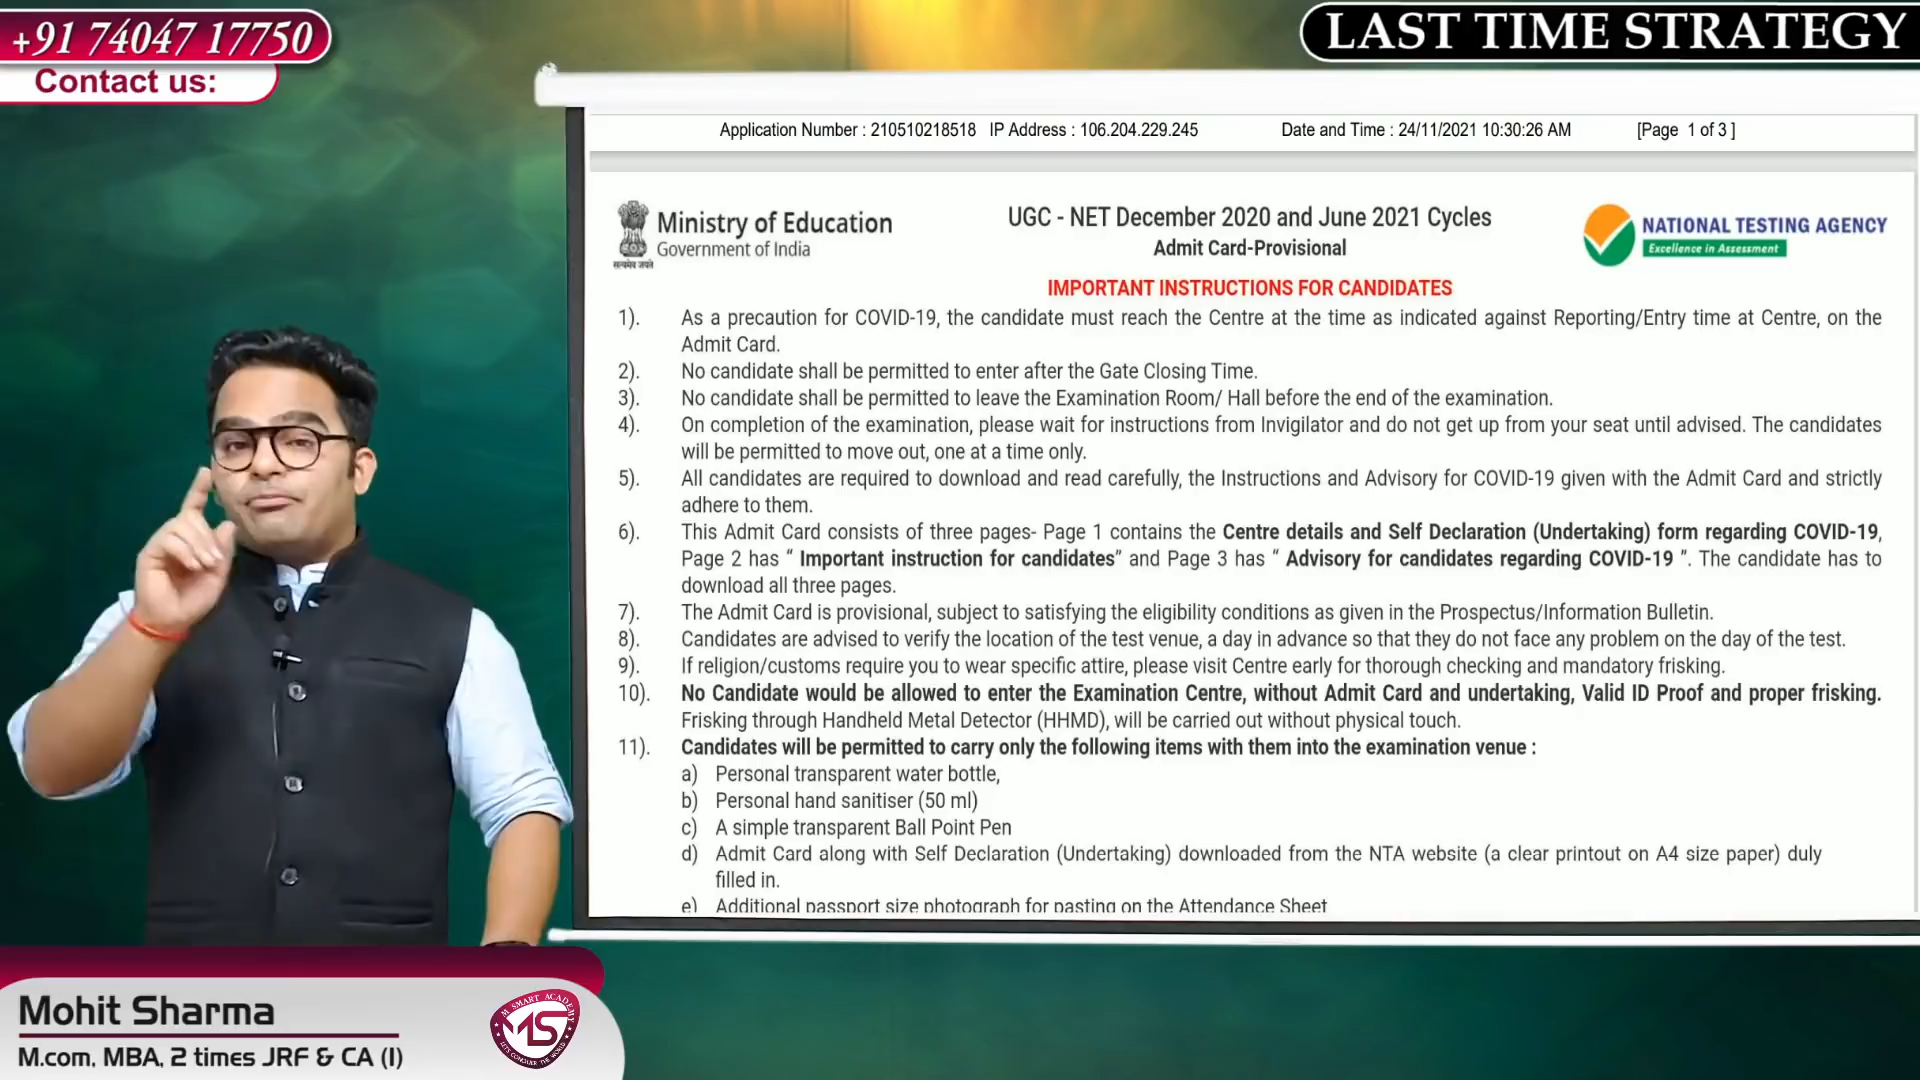 +91 74047 17750
Contact us:
LAST TIME STRATEGY
Application Number : 210510218518 IP Address : 106.204.229.245 Date and Time : 24/11/2021 10:30:26 AM [Page 1 of 3 ]
Ministry of Education
Government of India
सत्यमेव जयते
UGC - NET December 2020 and June 2021 Cycles
Admit Card-Provisional
NATIONAL TESTING AGENCY
Excellence in Assessment
IMPORTANT INSTRUCTIONS FOR CANDIDATES
1). As a precaution for COVID-19, the candidate must reach the Centre at the time as indicated against Reporting/Entry time at Centre, on the
Admit Card.
2). No candidate shall be permitted to enter after the Gate Closing Time.
3). No candidate shall be permitted to leave the Examination Room/ Hall before the end of the examination.
4). On completion of the examination, please wait for instructions from Invigilator and do not get up from your seat until advised. The candidates
will be permitted to move out, one at a time only.
5). All candidates are required to download and read carefully, the Instructions and Advisory for COVID-19 given with the Admit Card and strictly
adhere to them.
6). This Admit Card consists of three pages- Page 1 contains the Centre details and Self Declaration (Undertaking) form regarding COVID-19,
Page 2 has “ Important instruction for candidates” and Page 3 has “ Advisory for candidates regarding COVID-19 ”. The candidate has to
download all three pages.
7). The Admit Card is provisional, subject to satisfying the eligibility conditions as given in the Prospectus/Information Bulletin.
8). Candidates are advised to verify the location of the test venue, a day in advance so that they do not face any problem on the day of the test.
9). If religion/customs require you to wear specific attire, please visit Centre early for thorough checking and mandatory frisking.
10). No Candidate would be allowed to enter the Examination Centre, without Admit Card and undertaking, Valid ID Proof and proper frisking.
Frisking through Handheld Metal Detector (HHMD), will be carried out without physical touch.
11). Candidates will be permitted to carry only the following items with them into the examination venue :
a) Personal transparent water bottle,
b) Personal hand sanitiser (50 ml)
c) A simple transparent Ball Point Pen
d) Admit Card along with Self Declaration (Undertaking) downloaded from the NTA website (a clear printout on A4 size paper) duly
filled in.
e) Additional passport size photograph for pasting on the Attendance Sheet
Mohit Sharma
M.com, MBA, 2 times JRF & CA (I)
M SMART ACADEMY
MS
LETS CONQUER THE WORLD